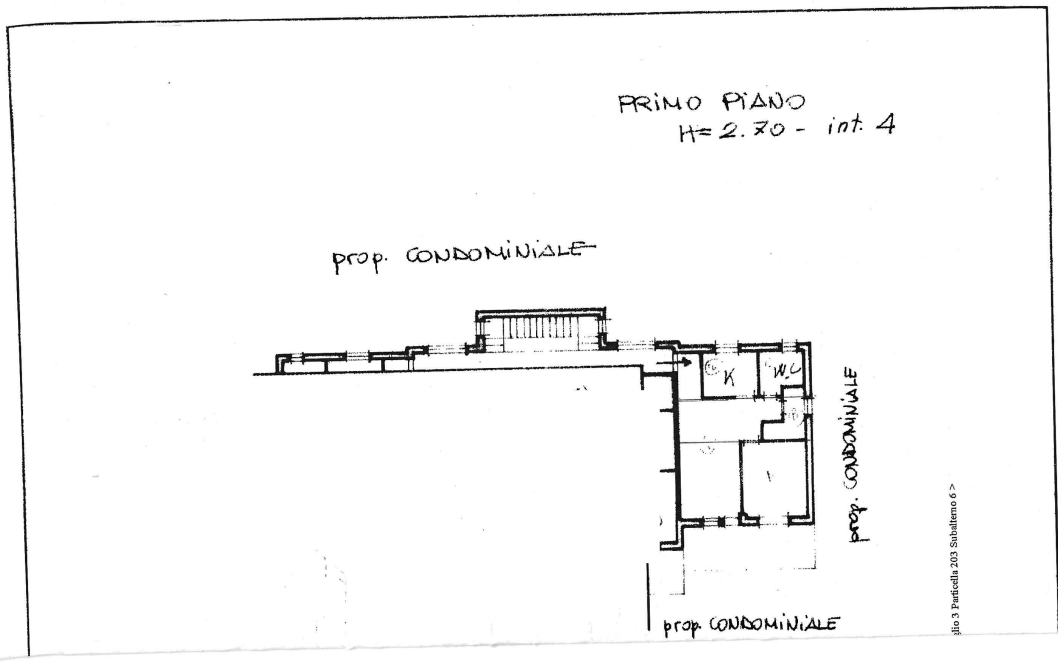 PRIMO PIANO
H= 2.70 - int. 4
prop. CONDOMINIALE
K
W.C
prop. CONDOMINIALE
prop. CONDOMINIALE
glio 3 Particella 203 Subalterno 6 >